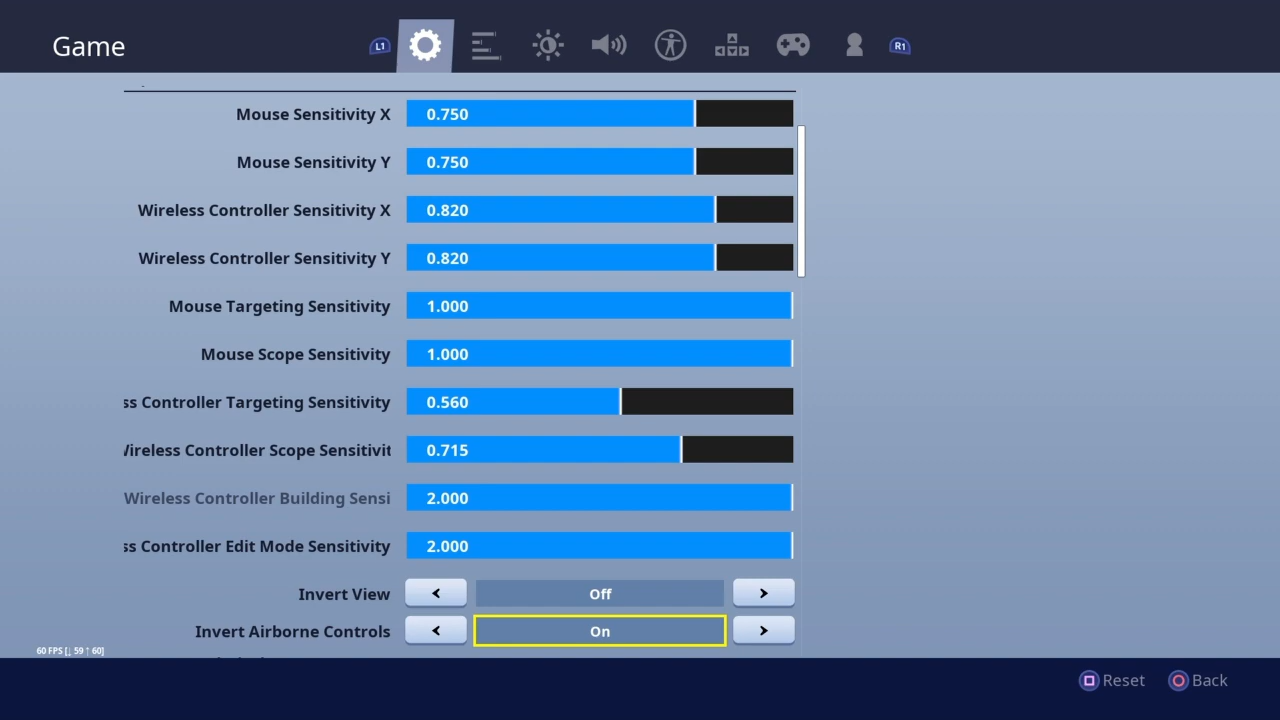 Game
L1
R1
Mouse Sensitivity X 0.750
Mouse Sensitivity Y 0.750
Wireless Controller Sensitivity X 0.820
Wireless Controller Sensitivity Y 0.820
Mouse Targeting Sensitivity 1.000
Mouse Scope Sensitivity 1.000
ss Controller Targeting Sensitivity 0.560
Wireless Controller Scope Sensitivit 0.715
Wireless Controller Building Sensi 2.000
ss Controller Edit Mode Sensitivity 2.000
Invert View < Off >
Invert Airborne Controls < On >
60 FPS [↓ 59 ↑ 60]
Reset Back